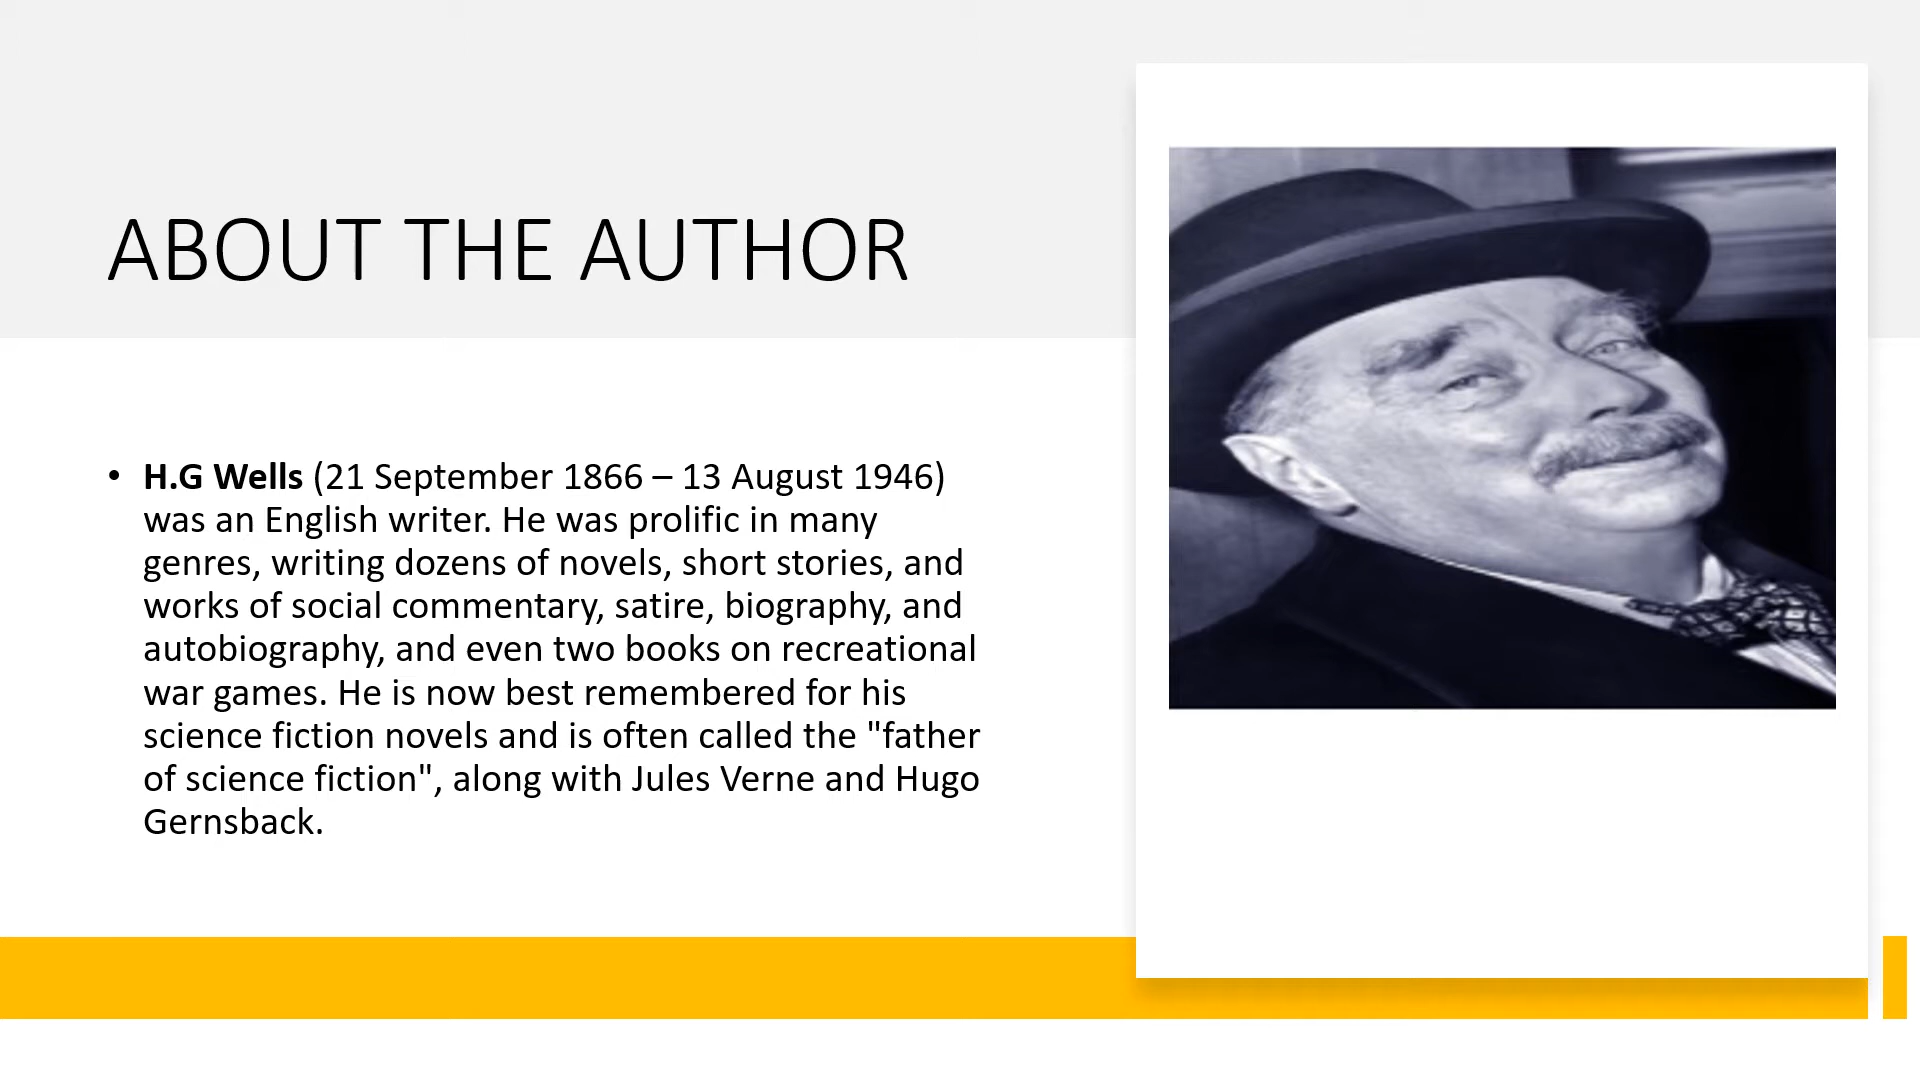 ABOUT THE AUTHOR
• H.G Wells (21 September 1866 – 13 August 1946)
was an English writer. He was prolific in many
genres, writing dozens of novels, short stories, and
works of social commentary, satire, biography, and
autobiography, and even two books on recreational
war games. He is now best remembered for his
science fiction novels and is often called the "father
of science fiction", along with Jules Verne and Hugo
Gernsback.